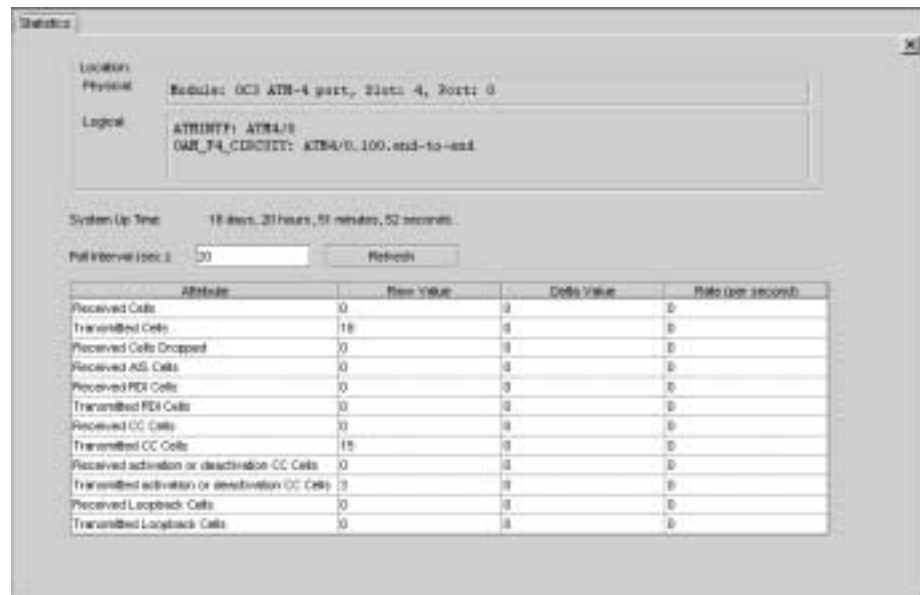 Statistics
Location
Physical Module: OC3 ATM-4 port, Slot: 4, Port: 0
Logical ATMINTF: ATM4/0
OAM_F4_CIRCUIT: ATM4/0.100.end-to-end
System Up Time 18 days, 20 hours, 51 minutes, 52 seconds
Poll Interval (sec.): 20 Refresh
Attribute Raw Value Delta Value Rate (per second)
Received Cells 0 0 0
Transmitted Cells 18 0 0
Received Cells Dropped 0 0 0
Received AIS Cells 0 0 0
Received RDI Cells 0 0 0
Transmitted RDI Cells 0 0 0
Received CC Cells 0 0 0
Transmitted CC Cells 15 0 0
Received activation or deactivation CC Cells 0 0 0
Transmitted activation or deactivation CC Cells 3 0 0
Received Loopback Cells 0 0 0
Transmitted Loopback Cells 0 0 0